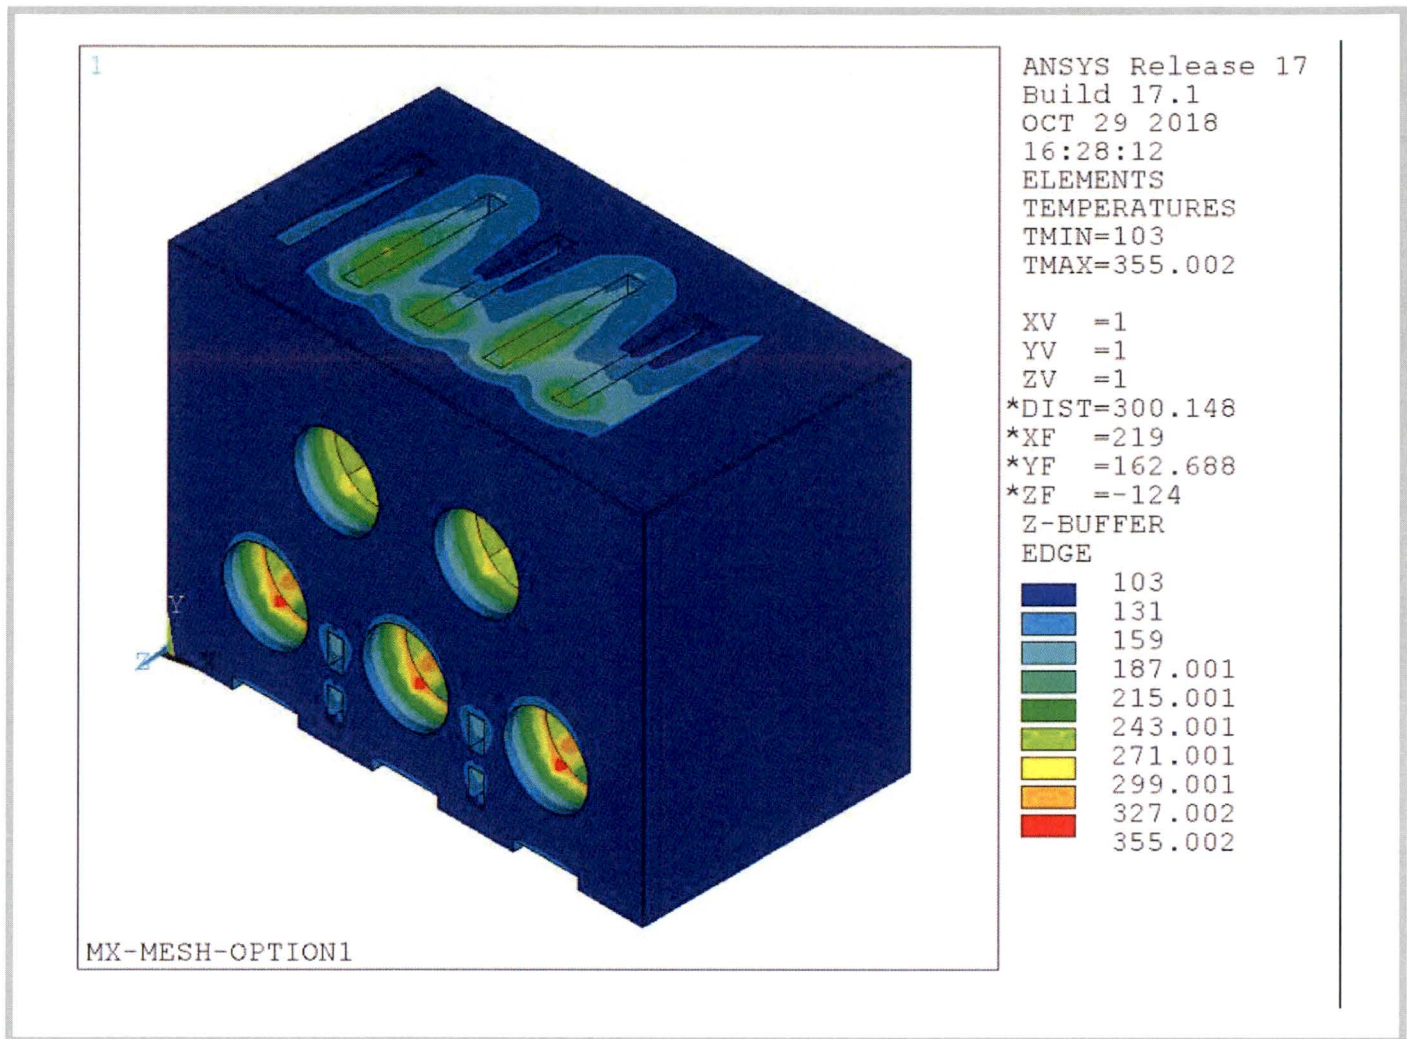 1
ANSYS Release 17
Build 17.1
OCT 29 2018
16:28:12
ELEMENTS
TEMPERATURES
TMIN=103
TMAX=355.002
XV =1
YV =1
ZV =1
*DIST=300.148
*XF =219
*YF =162.688
*ZF =-124
Z-BUFFER
EDGE
103
131
159
187.001
215.001
243.001
271.001
299.001
327.002
355.002
Y
Z
X
MX-MESH-OPTION1